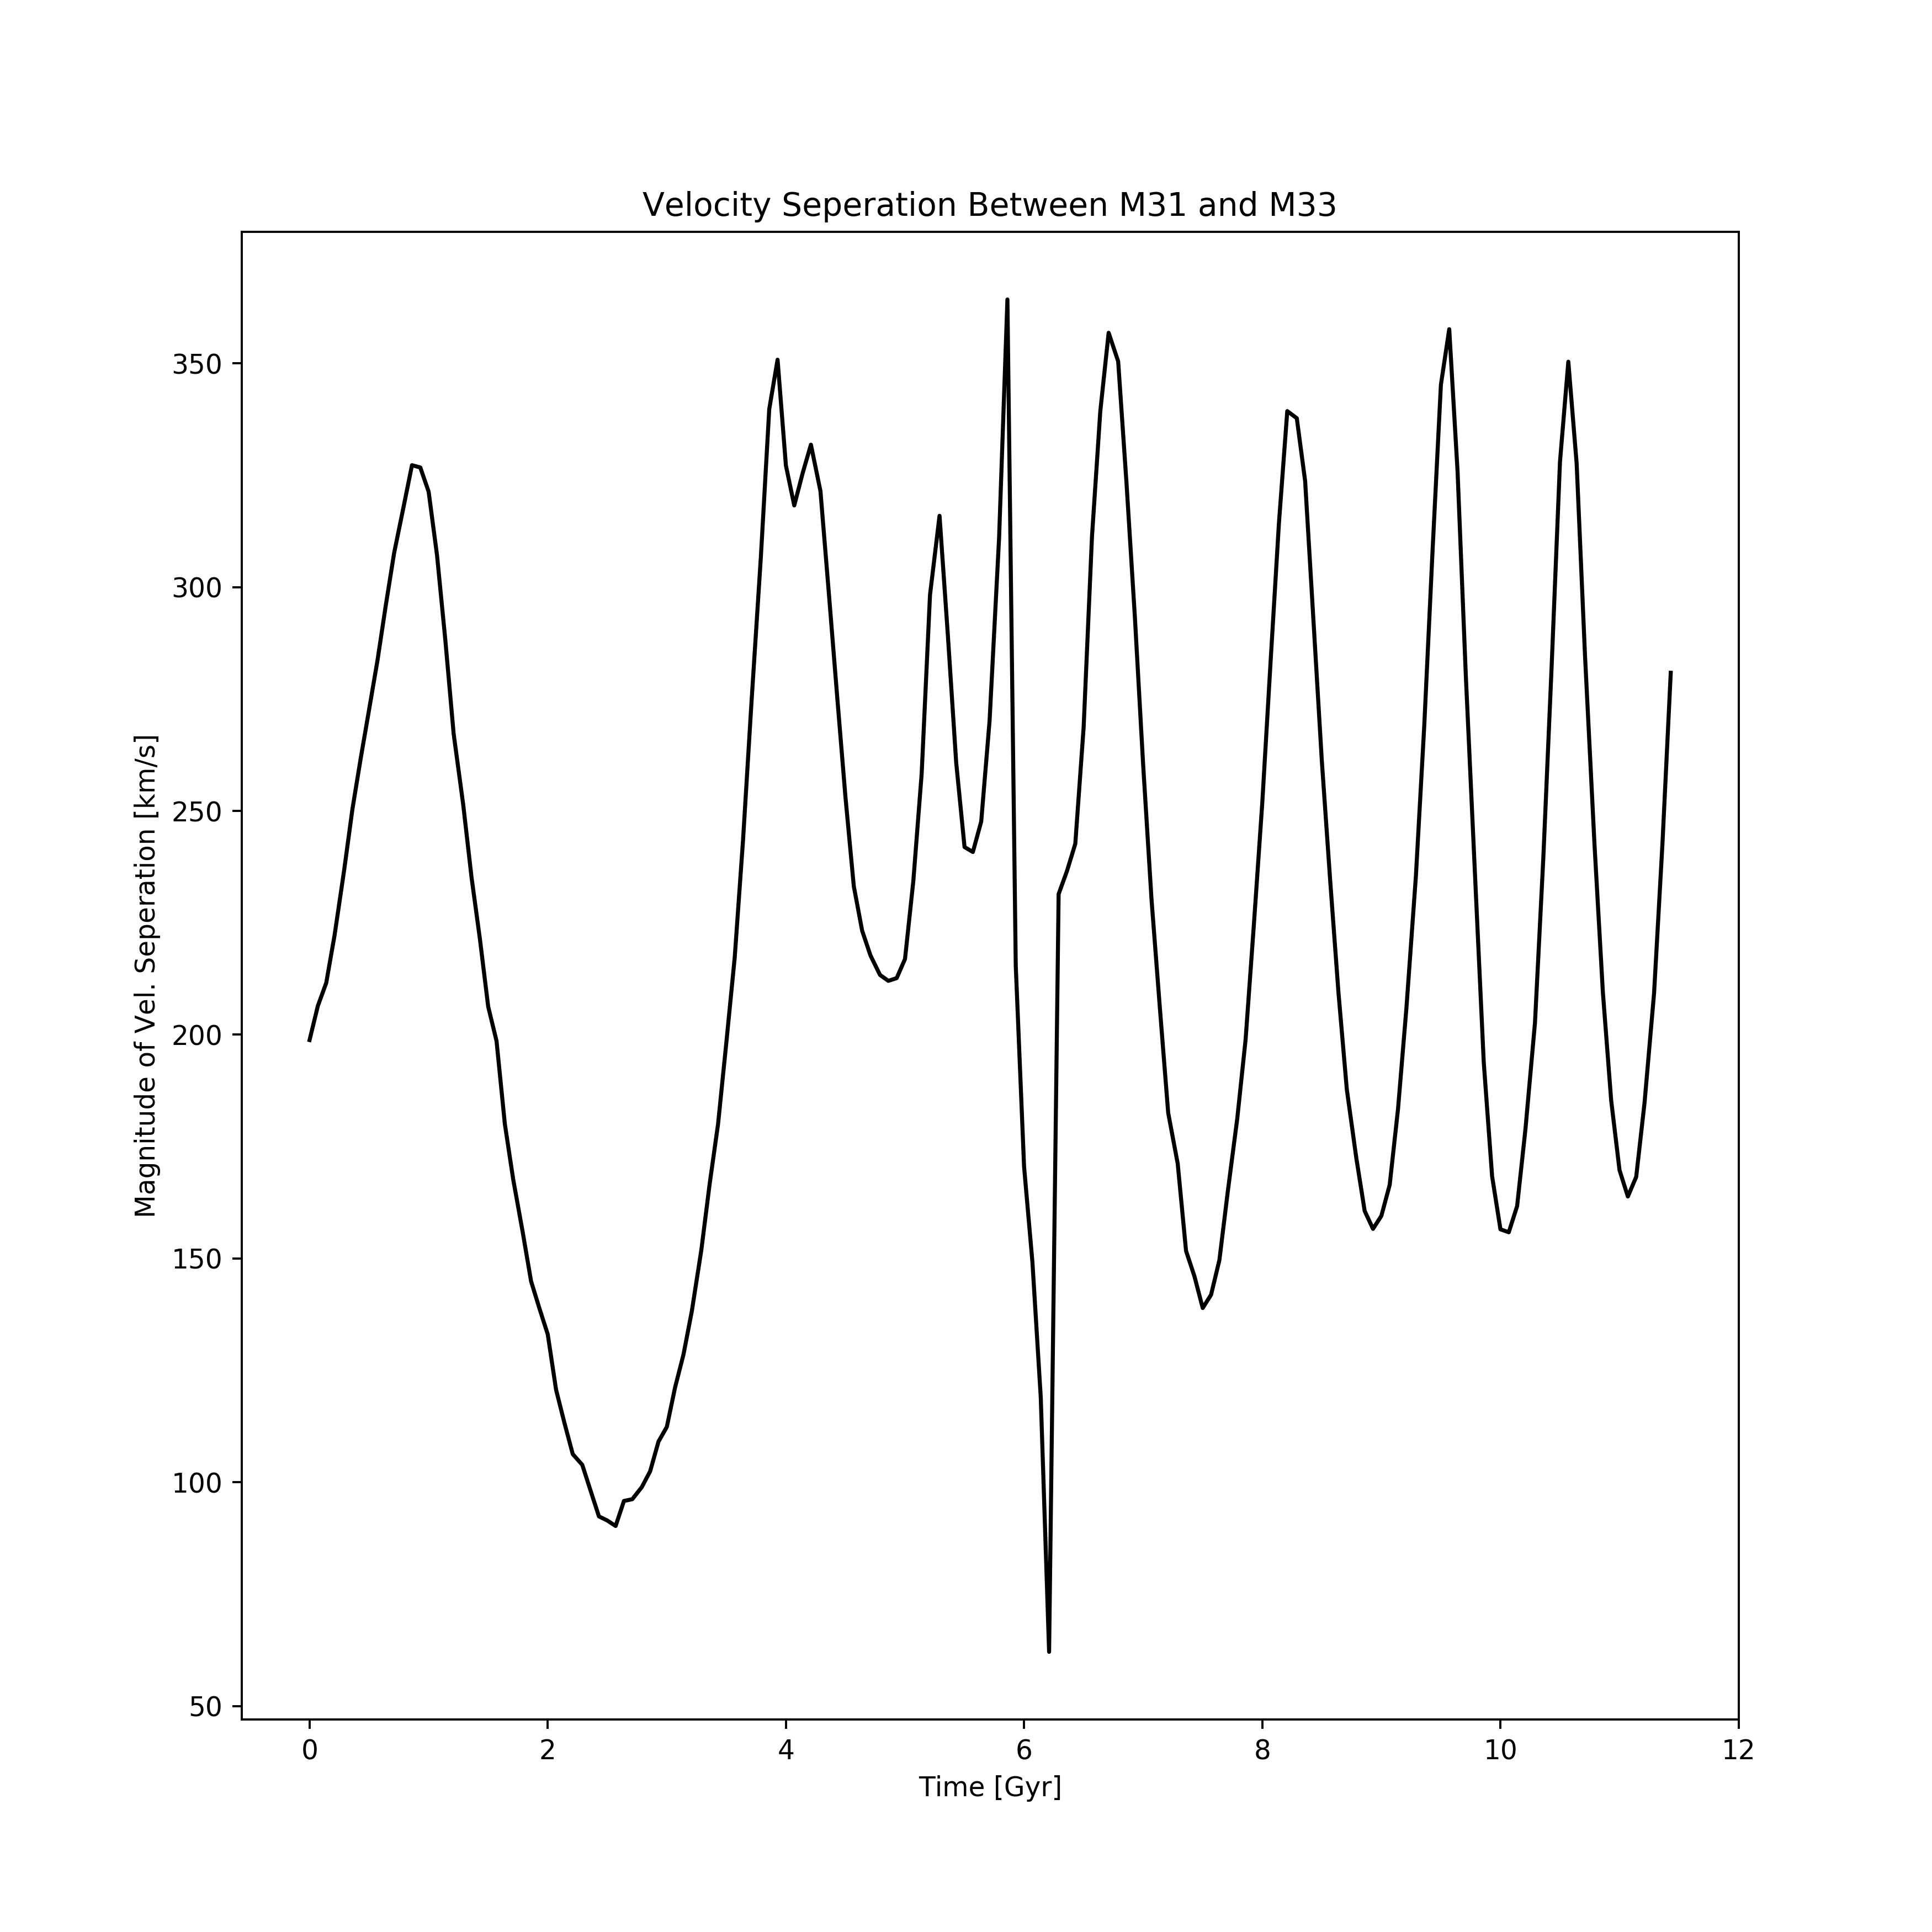 Velocity Seperation Between M31 and M33
Magnitude of Vel. Seperation [km/s]
350
300
250
200
150
100
50
0 2 4 6 8 10 12
Time [Gyr]